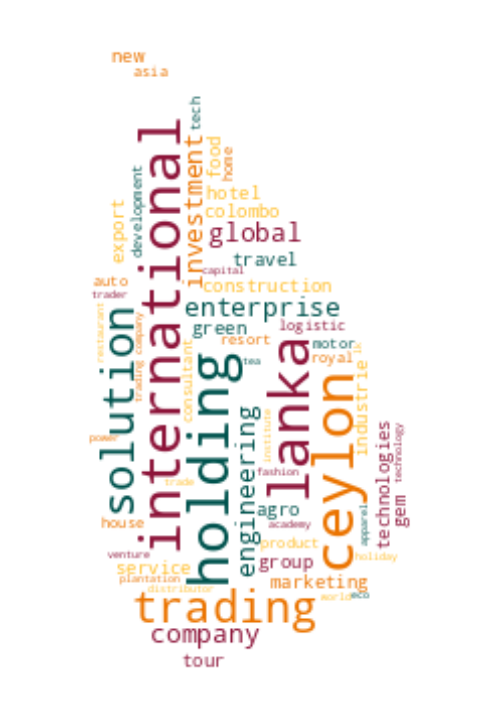 new
asia
tech
international
investment
food
home
development
export
hotel
colombo
global
travel
capital
auto
construction
trader
enterprise
solution
restaurant
trading company
green
logistic
resort
motor
consultant
holding
tea
lanka
royal
lk
ceylon
industrie
engineering
institute
power
technologies
technology
fashion
trade
gem
agro
house
academy
apparel
product
venture
service
group
holiday
plantation
marketing
distributor
world
eco
trading
company
tour